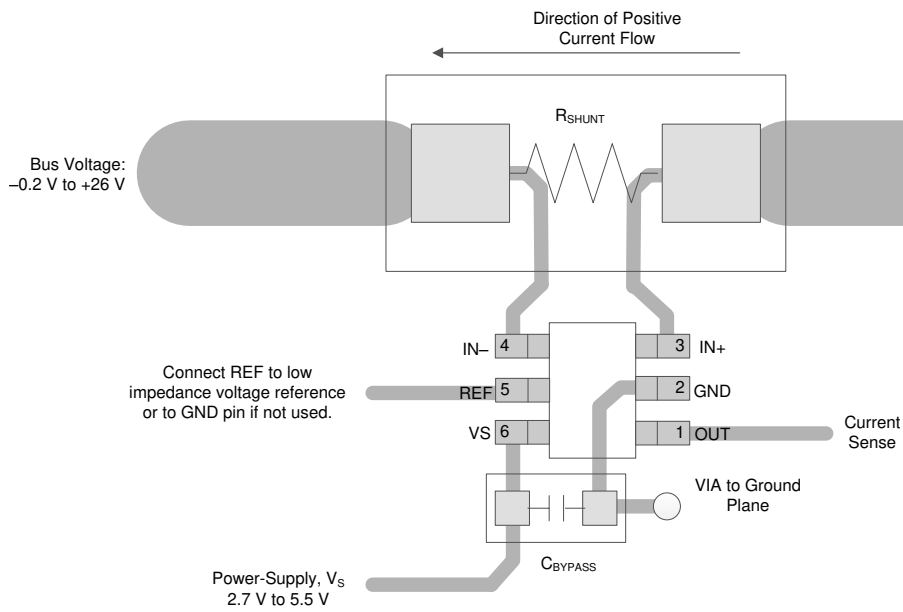 Direction of Positive
Current Flow
RSHUNT
Bus Voltage:
–0.2 V to +26 V
IN–
4
3
IN+
Connect REF to low
impedance voltage reference
or to GND pin if not used.
REF
5
2
GND
VS
6
1
OUT
Current
Sense
VIA to Ground
Plane
CBYPASS
Power-Supply, VS
2.7 V to 5.5 V